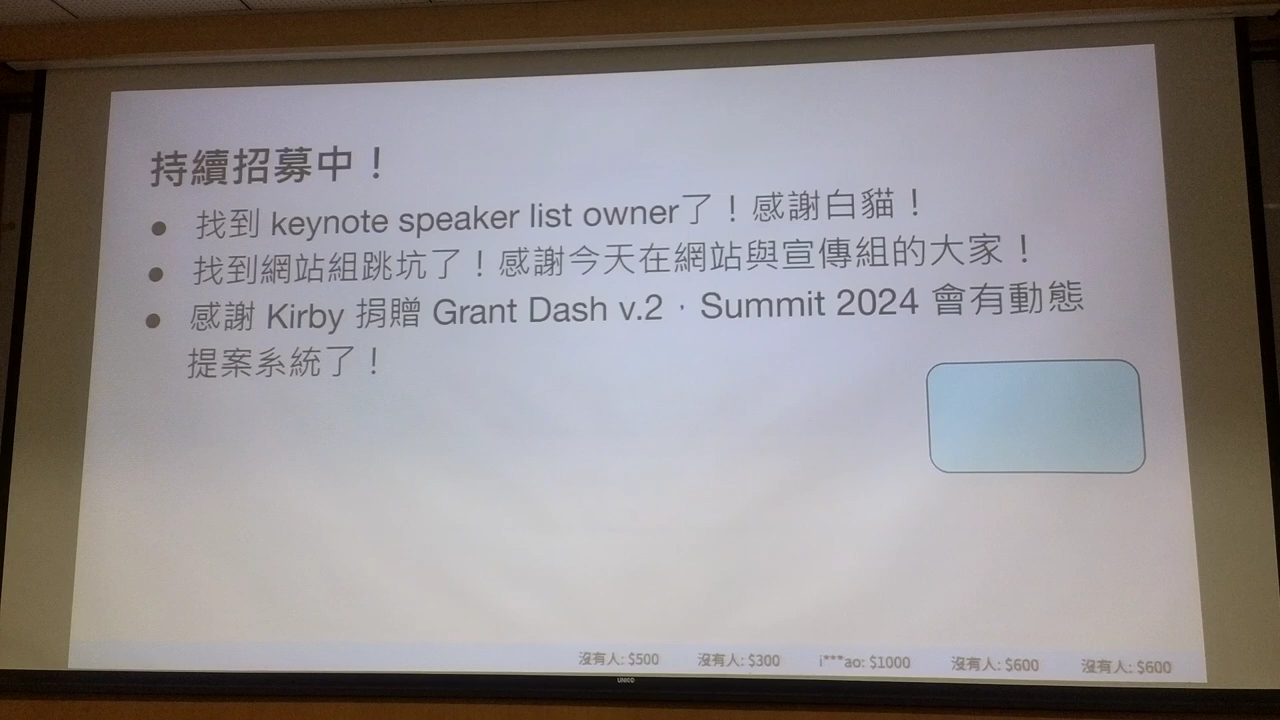 持續招募中！
● 找到 keynote speaker list owner了！感謝白貓！
● 找到網站組跳坑了！感謝今天在網站與宣傳組的大家！
● 感謝 Kirby 捐贈 Grant Dash v.2，Summit 2024 會有動態
提案系統了！
沒有人: $500 沒有人: $300 i***ao: $1000 沒有人: $600 沒有人: $600